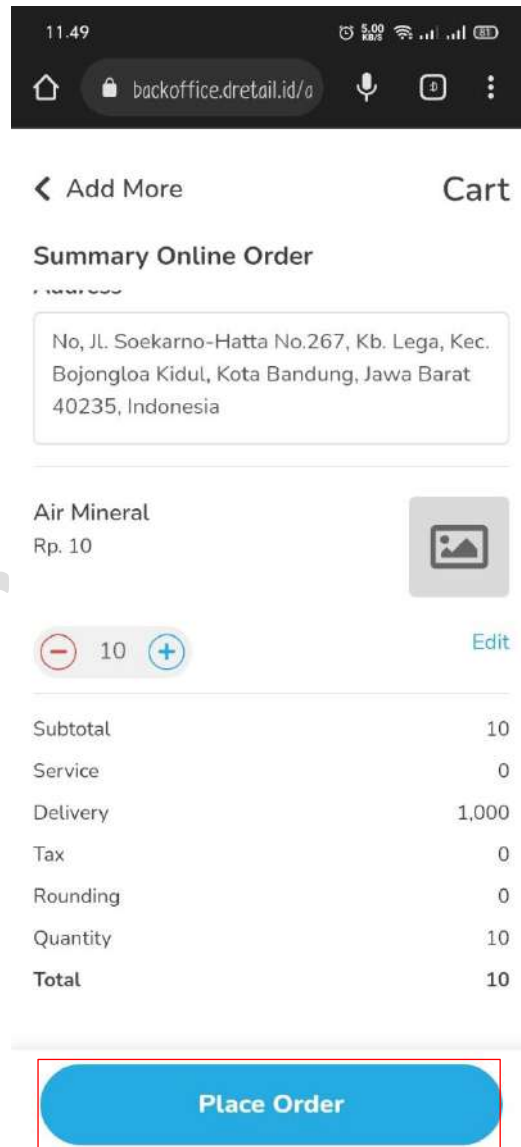 11.49
5.00 KB/S
81
backoffice.dretail.id/a
:D
Add More
Cart
Summary Online Order
Address
No, Jl. Soekarno-Hatta No.267, Kb. Lega, Kec.
Bojongloa Kidul, Kota Bandung, Jawa Barat
40235, Indonesia
Air Mineral
Rp. 10
10
Edit
Subtotal 10
Service 0
Delivery 1,000
Tax 0
Rounding 0
Quantity 10
Total 10
Place Order